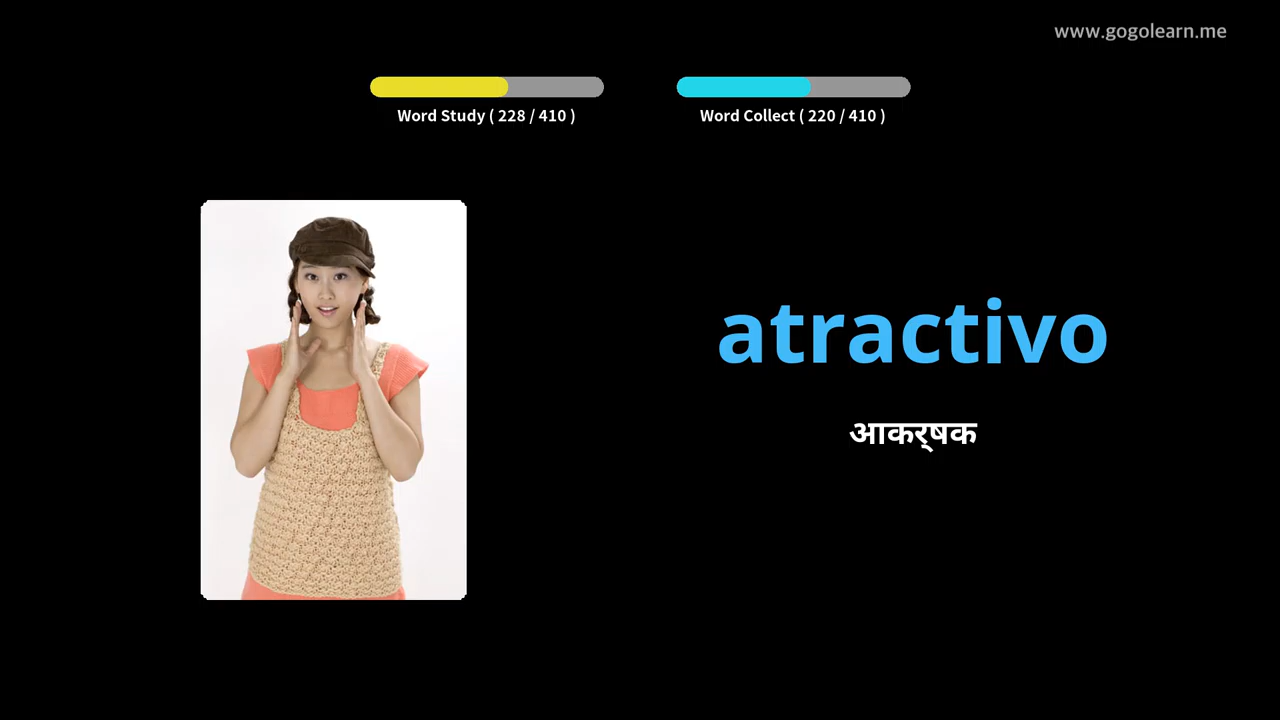 www.gogolearn.me
Word Study ( 228 / 410 )
Word Collect ( 220 / 410 )
atractivo
आकर्षक